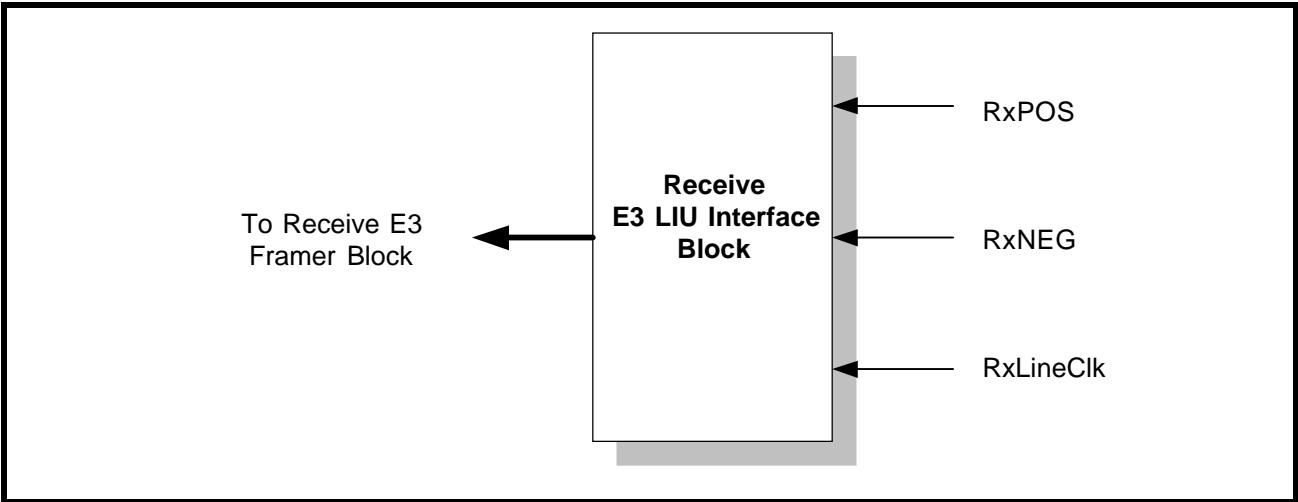 RxPOS
Receive
E3 LIU Interface
Block
To Receive E3
Framer Block
RxNEG
RxLineClk